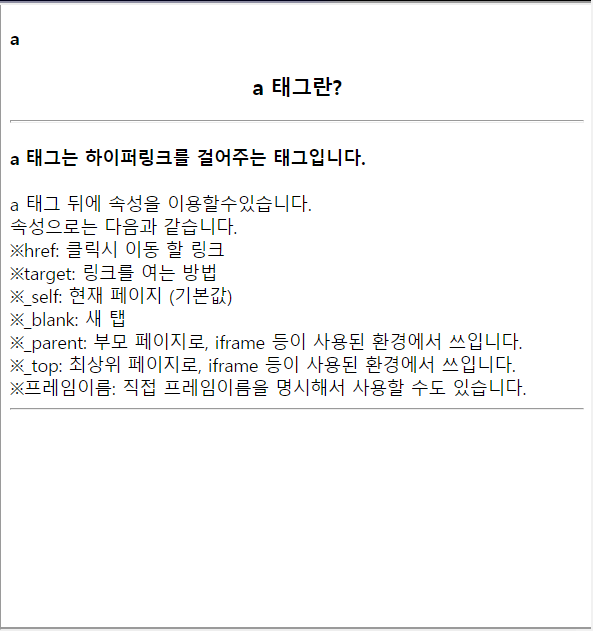 a
a 태그란?
a 태그는 하이퍼링크를 걸어주는 태그입니다.
a 태그 뒤에 속성을 이용할수있습니다.
속성으로는 다음과 같습니다.
※href: 클릭시 이동 할 링크
※target: 링크를 여는 방법
※_self: 현재 페이지 (기본값)
※_blank: 새 탭
※_parent: 부모 페이지로, iframe 등이 사용된 환경에서 쓰입니다.
※_top: 최상위 페이지로, iframe 등이 사용된 환경에서 쓰입니다.
※프레임이름: 직접 프레임이름을 명시해서 사용할 수도 있습니다.